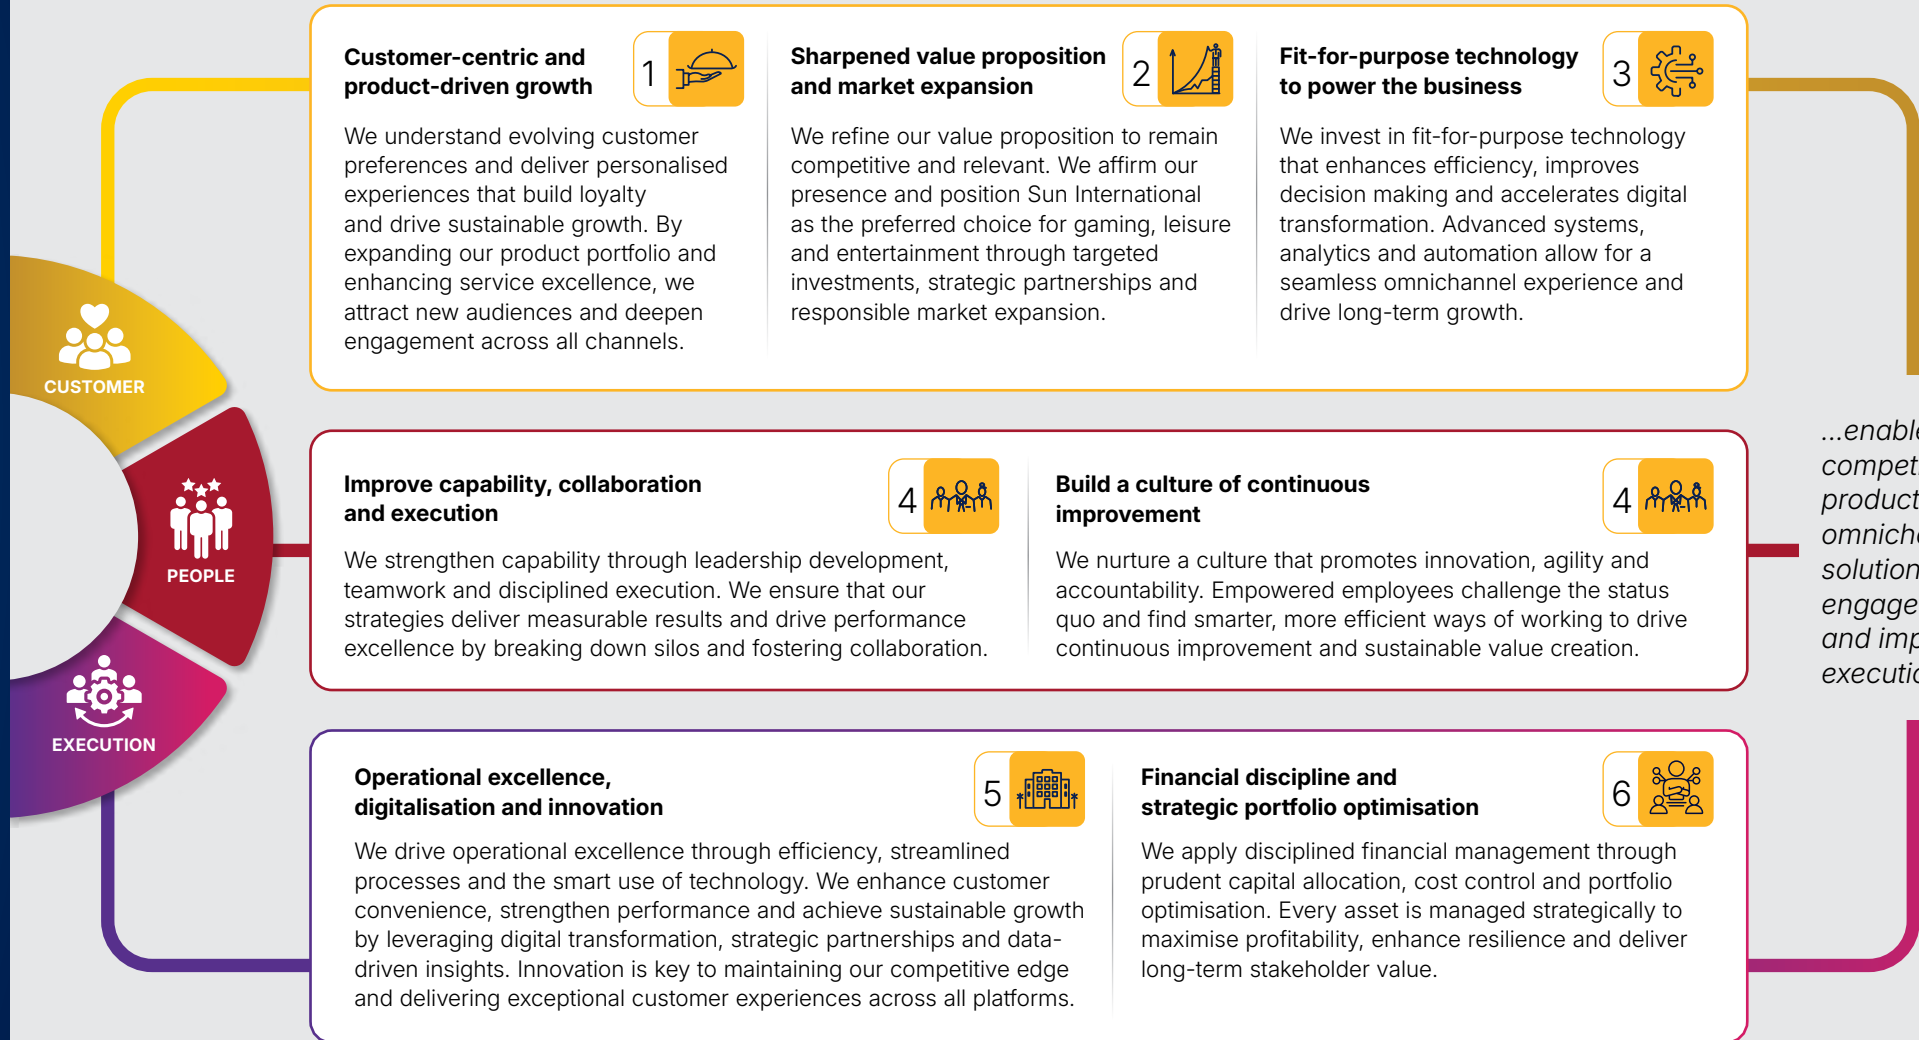 Customer-centric and
product-driven growth
1
We understand evolving customer
preferences and deliver personalised
experiences that build loyalty
and drive sustainable growth. By
expanding our product portfolio and
enhancing service excellence, we
attract new audiences and deepen
engagement across all channels.
Sharpened value proposition
and market expansion
2
We refine our value proposition to remain
competitive and relevant. We affirm our
presence and position Sun International
as the preferred choice for gaming, leisure
and entertainment through targeted
investments, strategic partnerships and
responsible market expansion.
Fit-for-purpose technology
to power the business
3
We invest in fit-for-purpose technology
that enhances efficiency, improves
decision making and accelerates digital
transformation. Advanced systems,
analytics and automation allow for a
seamless omnichannel experience and
drive long-term growth.
CUSTOMER
PEOPLE
EXECUTION
Improve capability, collaboration
and execution
4
We strengthen capability through leadership development,
teamwork and disciplined execution. We ensure that our
strategies deliver measurable results and drive performance
excellence by breaking down silos and fostering collaboration.
Build a culture of continuous
improvement
4
We nurture a culture that promotes innovation, agility and
accountability. Empowered employees challenge the status
quo and find smarter, more efficient ways of working to drive
continuous improvement and sustainable value creation.
Operational excellence,
digitalisation and innovation
5
We drive operational excellence through efficiency, streamlined
processes and the smart use of technology. We enhance customer
convenience, strengthen performance and achieve sustainable growth
by leveraging digital transformation, strategic partnerships and data-
driven insights. Innovation is key to maintaining our competitive edge
and delivering exceptional customer experiences across all platforms.
Financial discipline and
strategic portfolio optimisation
6
We apply disciplined financial management through
prudent capital allocation, cost control and portfolio
optimisation. Every asset is managed strategically to
maximise profitability, enhance resilience and deliver
long-term stakeholder value.
and